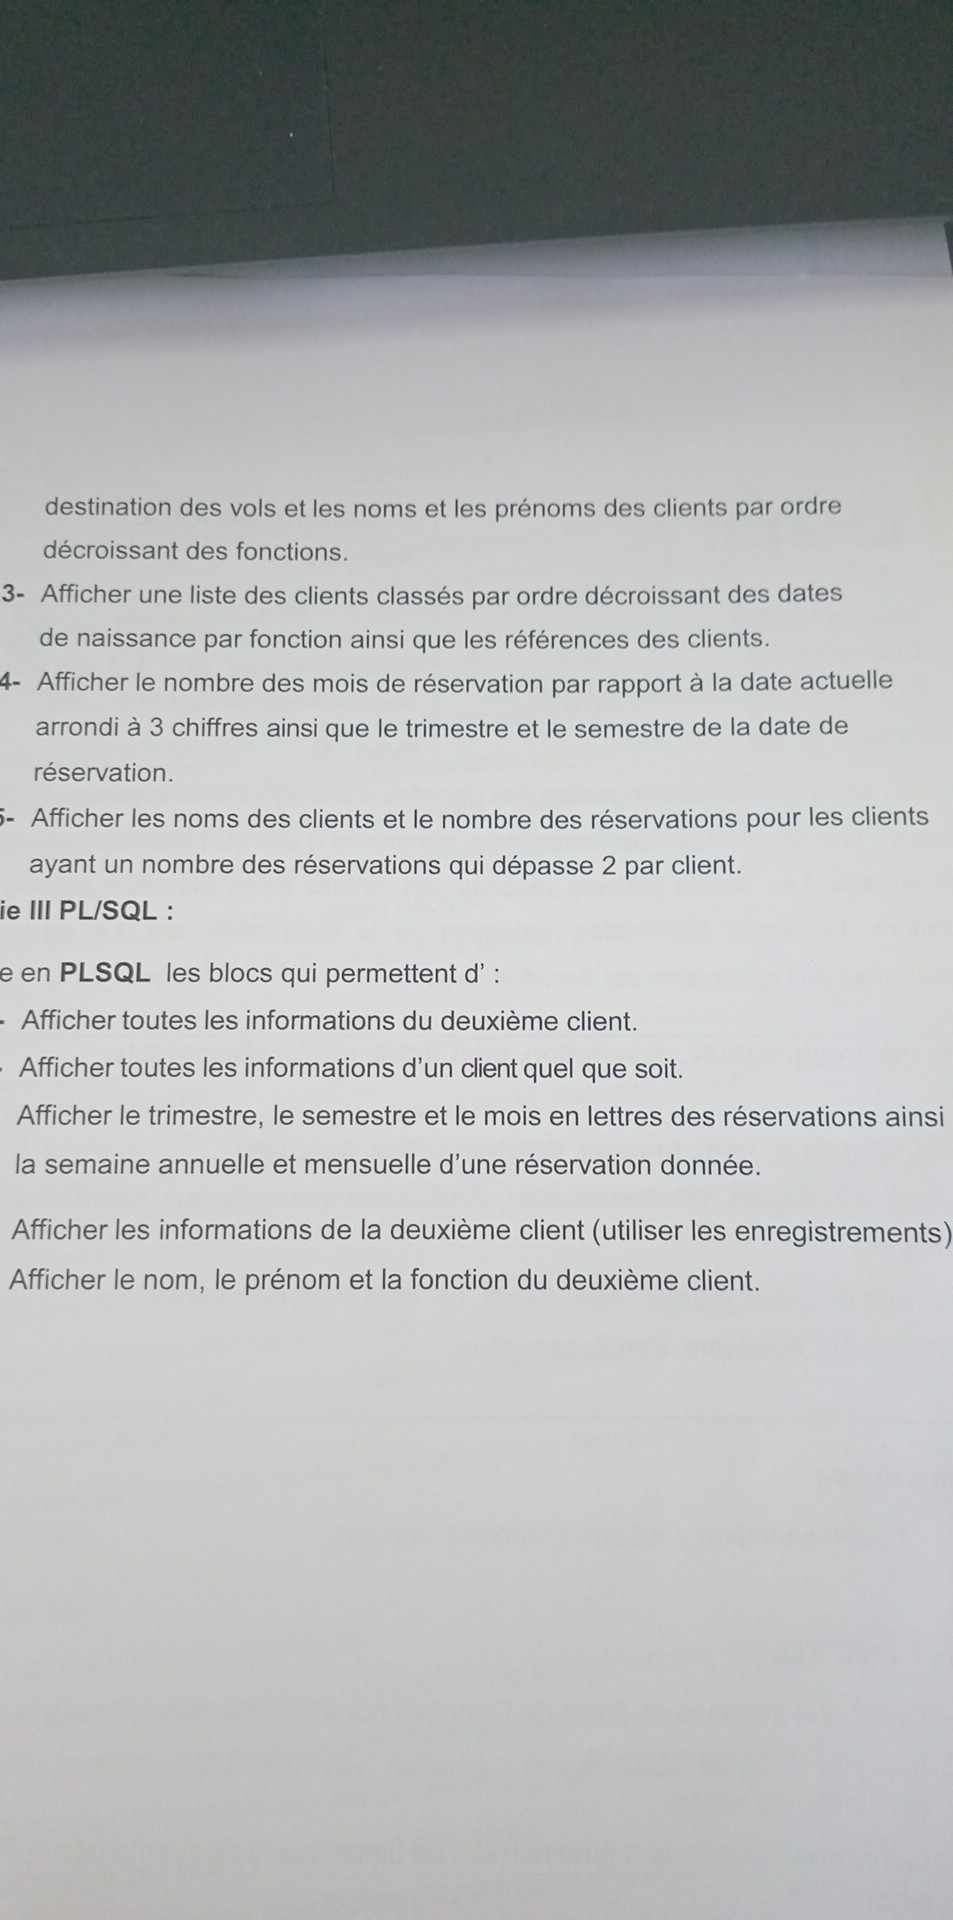 destination des vols et les noms et les prénoms des clients par ordre
décroissant des fonctions.
3- Afficher une liste des clients classés par ordre décroissant des dates
de naissance par fonction ainsi que les références des clients.
4- Afficher le nombre des mois de réservation par rapport à la date actuelle
arrondi à 3 chiffres ainsi que le trimestre et le semestre de la date de
réservation.
5- Afficher les noms des clients et le nombre des réservations pour les clients
ayant un nombre des réservations qui dépasse 2 par client.
ie III PL/SQL :
e en PLSQL les blocs qui permettent d' :
- Afficher toutes les informations du deuxième client.
- Afficher toutes les informations d'un client quel que soit.
Afficher le trimestre, le semestre et le mois en lettres des réservations ainsi
la semaine annuelle et mensuelle d'une réservation donnée.
Afficher les informations de la deuxième client (utiliser les enregistrements)
Afficher le nom, le prénom et la fonction du deuxième client.